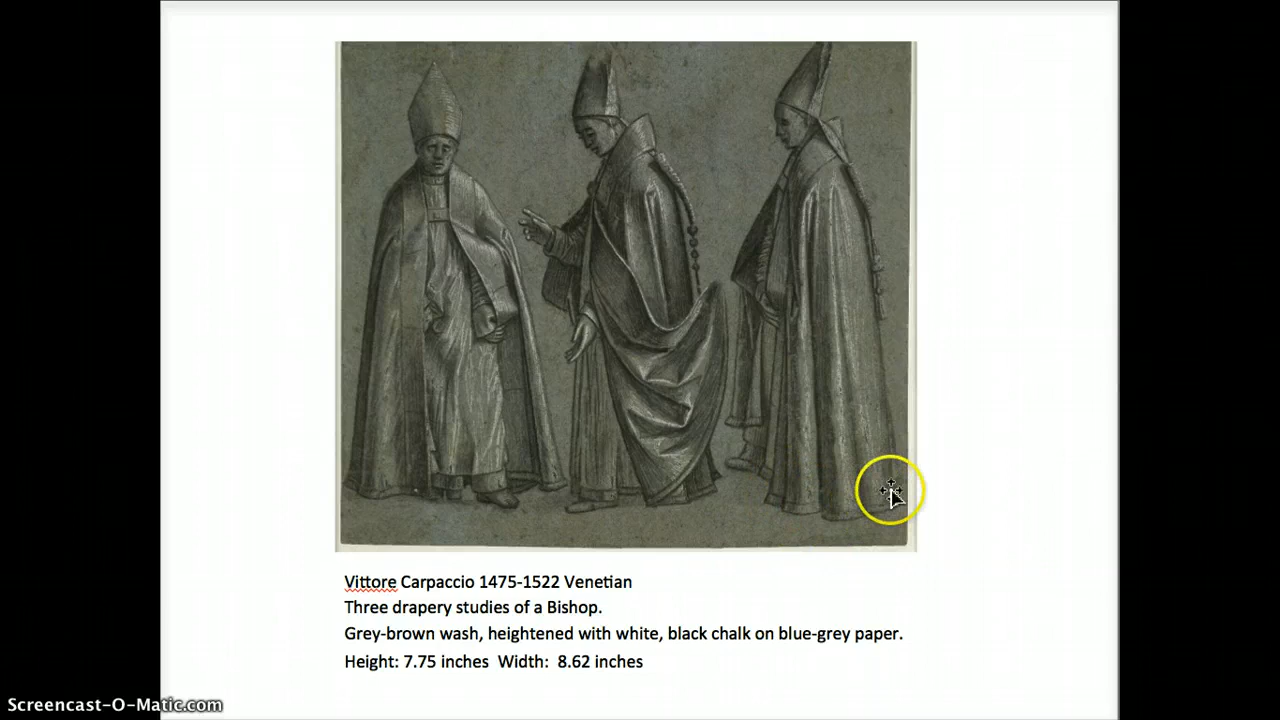 Vittore Carpaccio 1475-1522 Venetian
Three drapery studies of a Bishop.
Grey-brown wash, heightened with white, black chalk on blue-grey paper.
Height: 7.75 inches  Width:  8.62 inches
Screencast-O-Matic.com